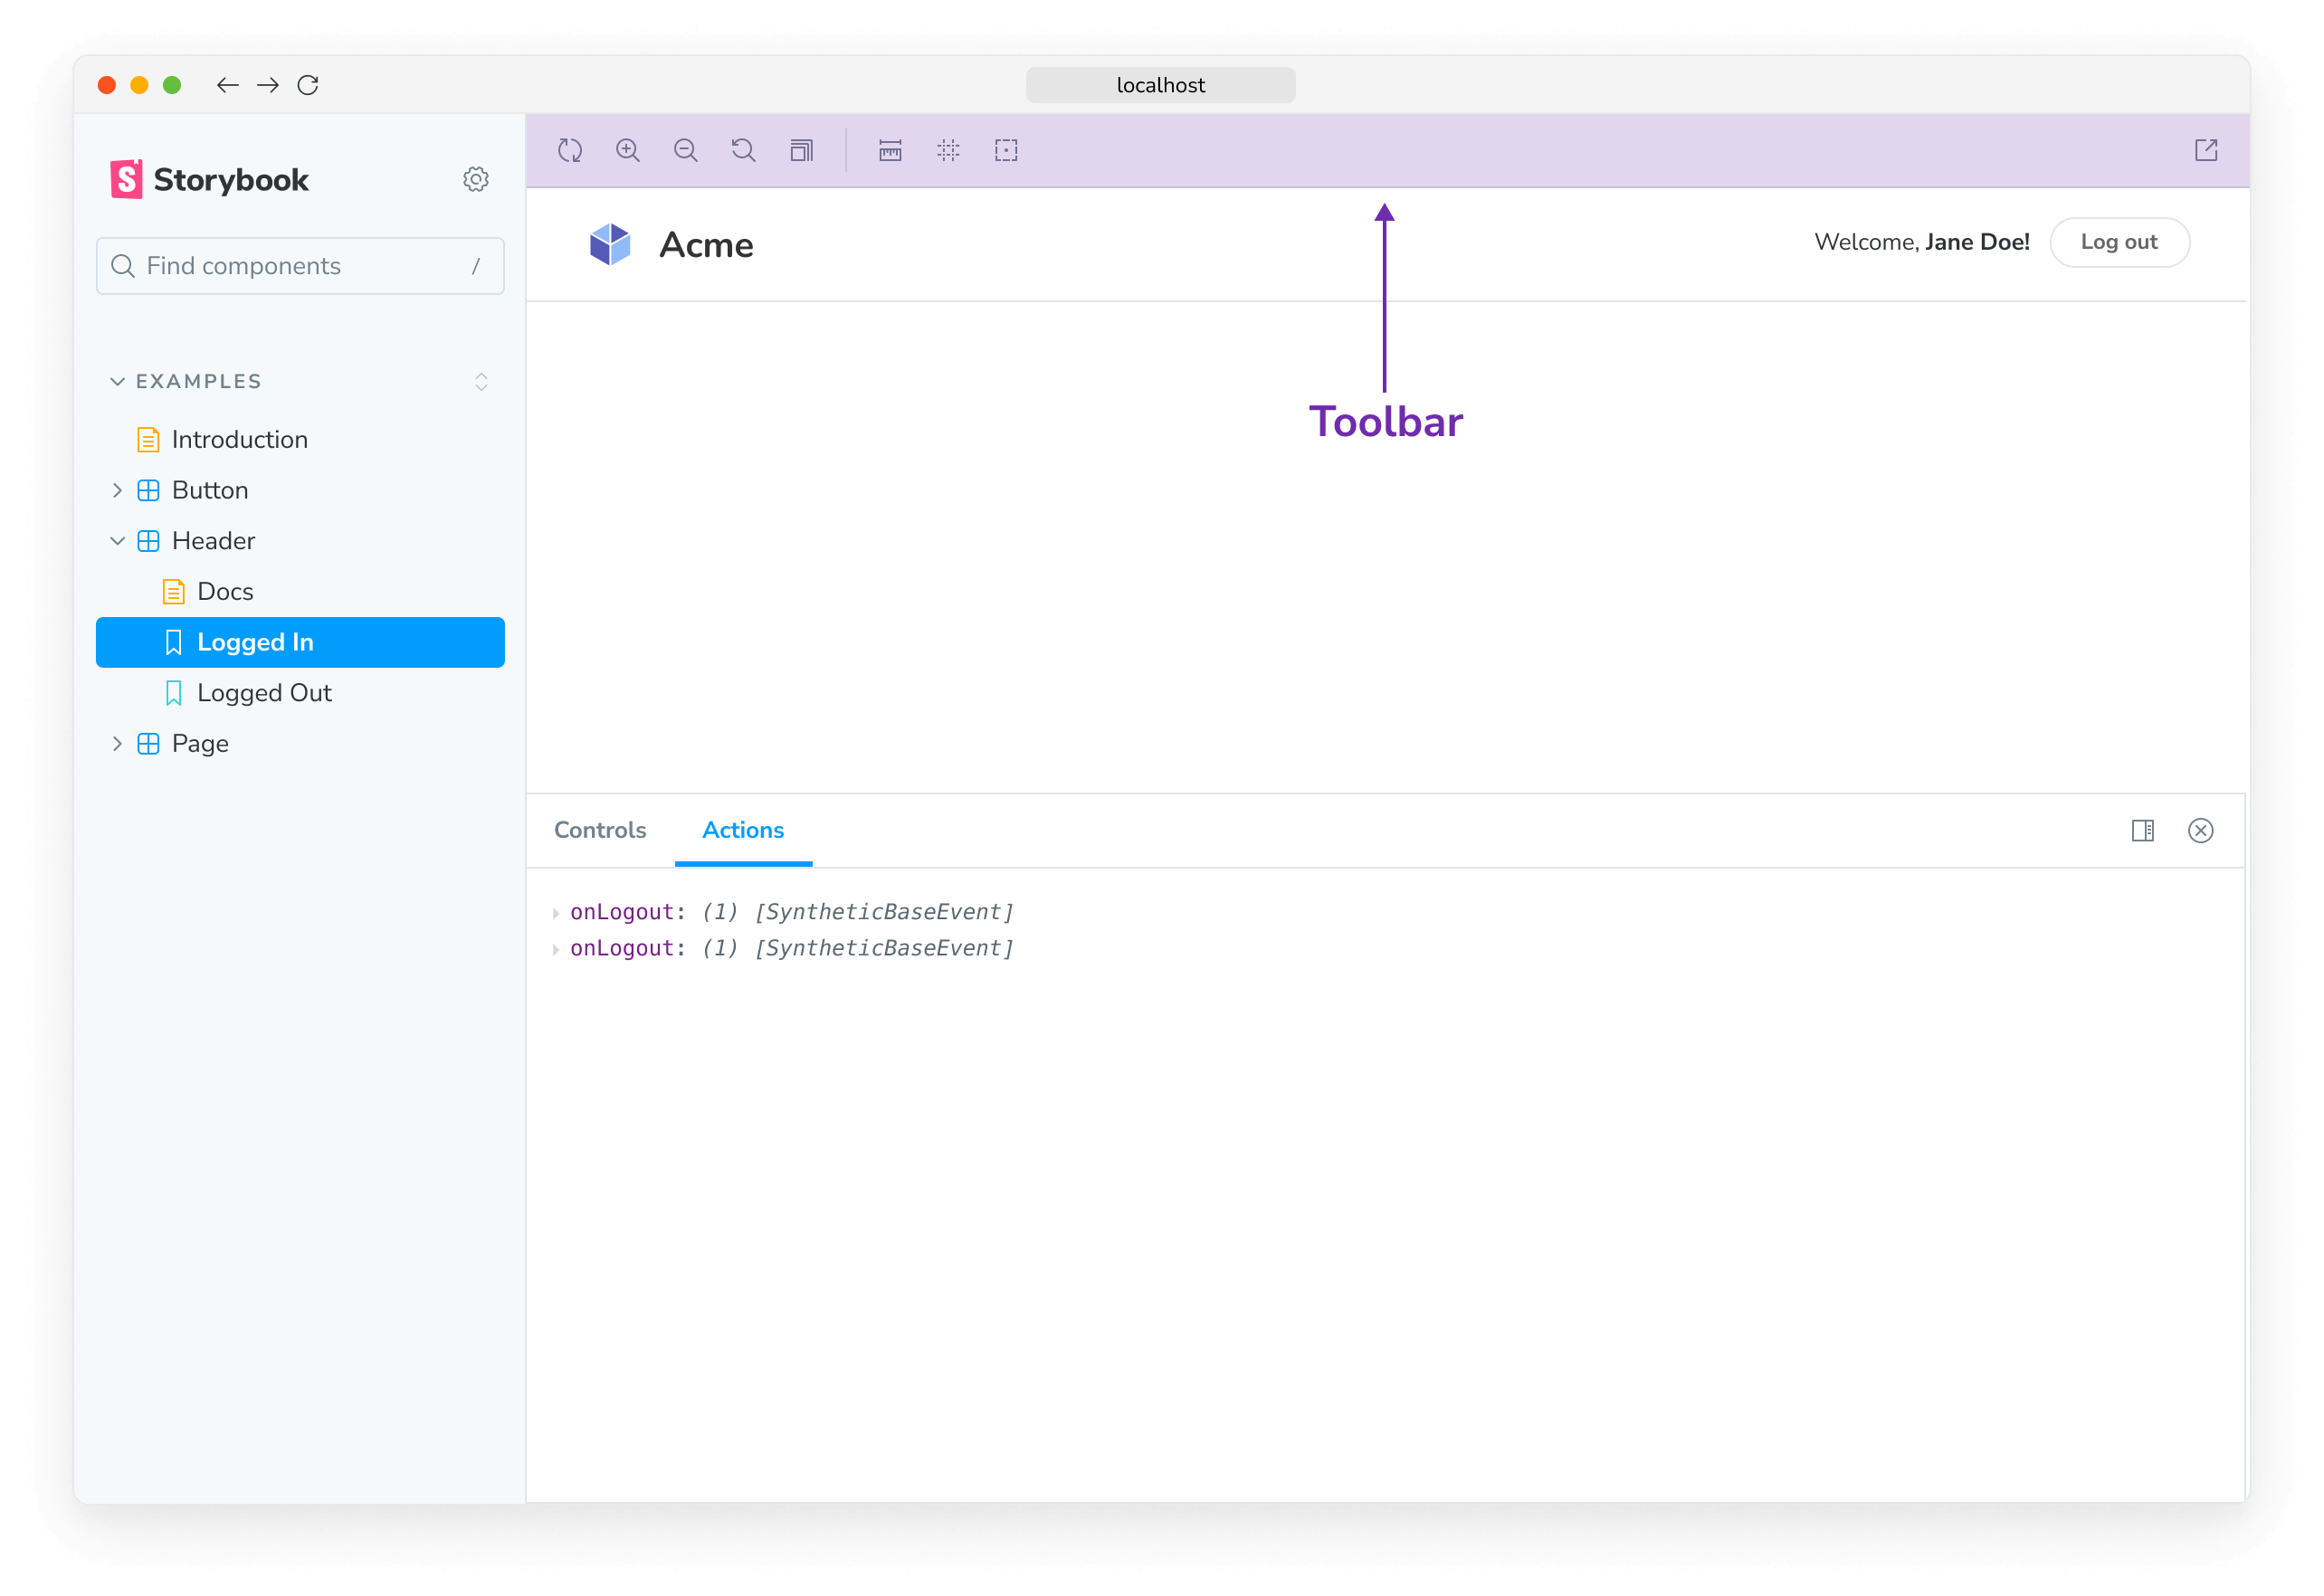 localhost
Storybook
Find components /
EXAMPLES
Introduction
Button
Header
Docs
Logged In
Logged Out
Page
Acme
Welcome, Jane Doe! Log out
Toolbar
Controls Actions
onLogout: (1) [SyntheticBaseEvent]
onLogout: (1) [SyntheticBaseEvent]